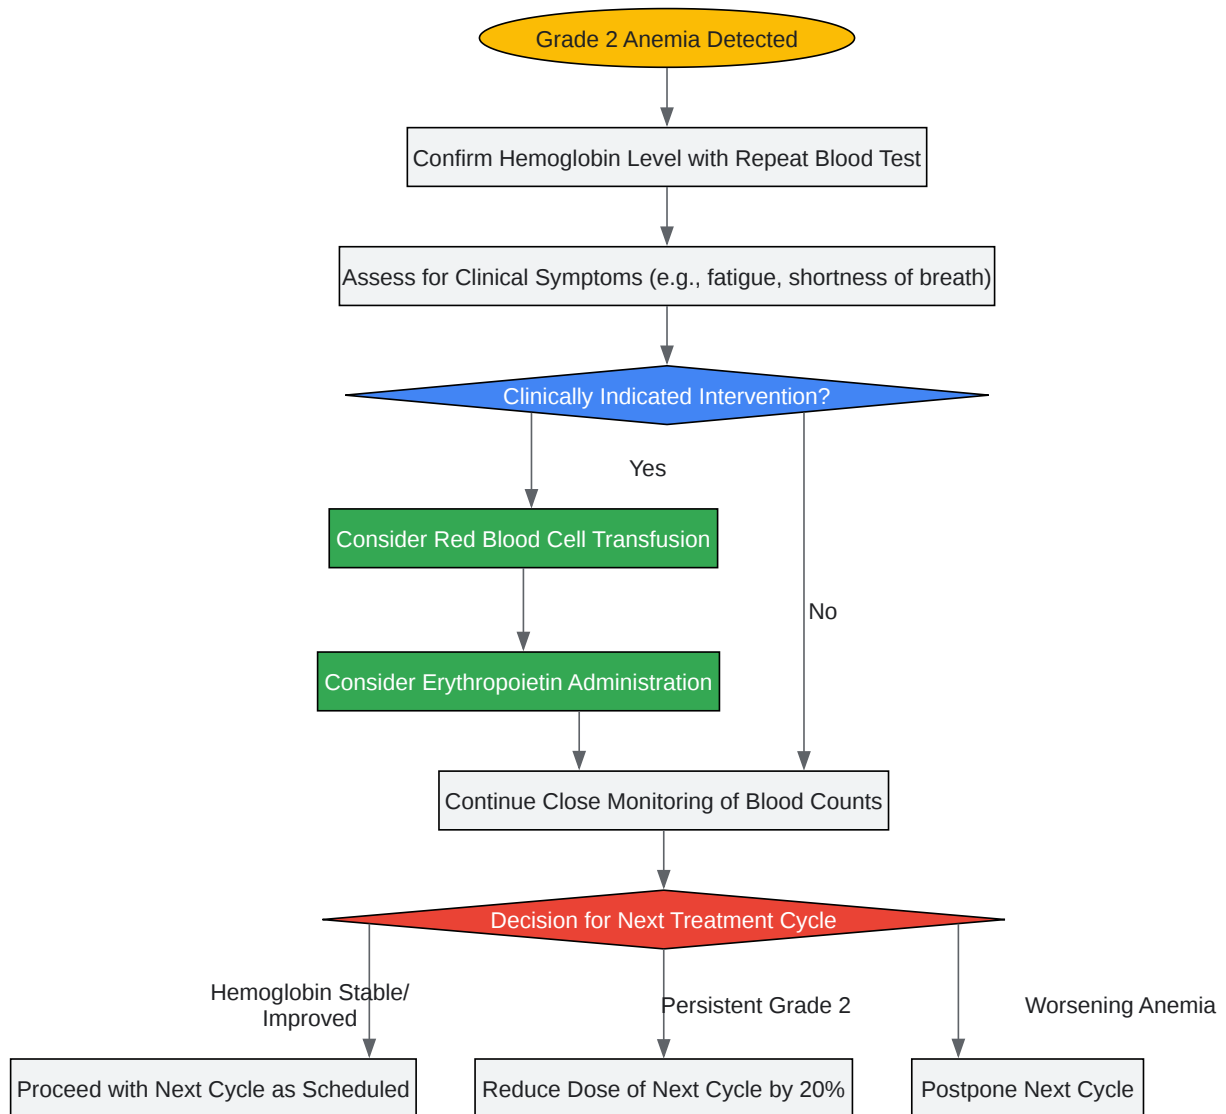 Grade 2 Anemia Detected
Confirm Hemoglobin Level with Repeat Blood Test
Assess for Clinical Symptoms (e.g., fatigue, shortness of breath)
Clinically Indicated Intervention?
Yes
Consider Red Blood Cell Transfusion
No
Consider Erythropoietin Administration
Continue Close Monitoring of Blood Counts
Decision for Next Treatment Cycle
Hemoglobin Stable/
Improved
Persistent Grade 2
Worsening Anemia
Proceed with Next Cycle as Scheduled
Reduce Dose of Next Cycle by 20%
Postpone Next Cycle